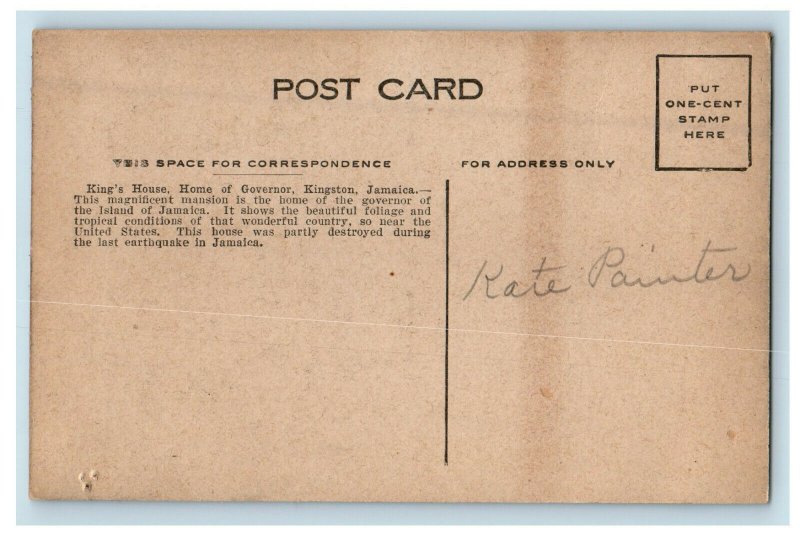 POST CARD
PUT
ONE-CENT
STAMP
HERE
THIS SPACE FOR CORRESPONDENCE
FOR ADDRESS ONLY
King's House, Home of Governor, Kingston, Jamaica.—
This magnificent mansion is the home of the governor of
the Island of Jamaica. It shows the beautiful foliage and
tropical conditions of that wonderful country, so near the
United States. This house was partly destroyed during
the last earthquake in Jamaica.
Kate Painter